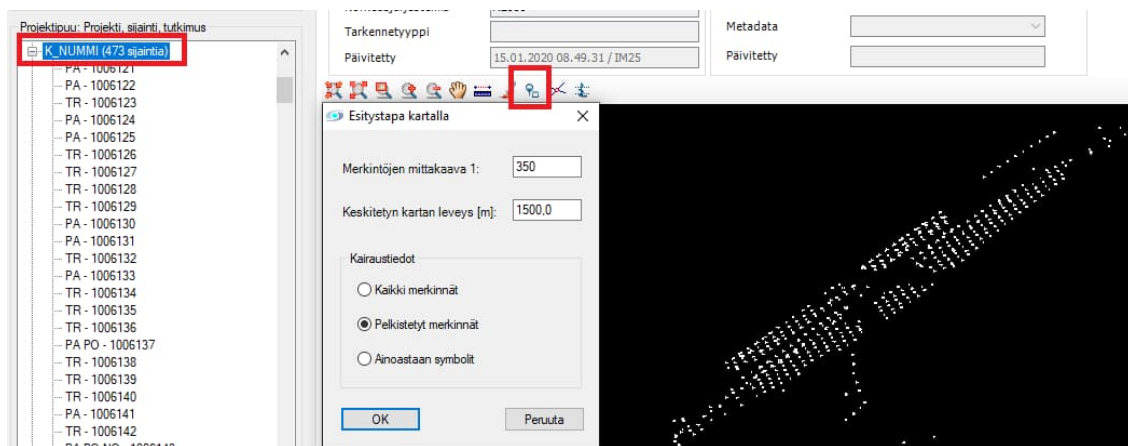 Projektipuu: Projekti, sijainti, tutkimus
K_NUMMI (473 sijaintia)
PA - 1006121
PA - 1006122
TR - 1006123
PA - 1006124
PA - 1006125
TR - 1006126
TR - 1006127
TR - 1006128
TR - 1006129
PA - 1006130
PA - 1006131
TR - 1006132
PA - 1006133
TR - 1006134
TR - 1006135
TR - 1006136
PA PO - 1006137
TR - 1006138
TR - 1006139
TR - 1006140
PA - 1006141
TR - 1006142
Tarkennetyyppi
Päivitetty
15.01.2020 08.49.31 / IM25
Metadata
Päivitetty
Esitystapa kartalla
Merkintöjen mittakaava 1:
350
Keskitetyn kartan leveys [m]:
1500,0
Kairaustiedot
Kaikki merkinnät
Pelkistetyt merkinnät
Ainoastaan symbolit
OK
Peruuta